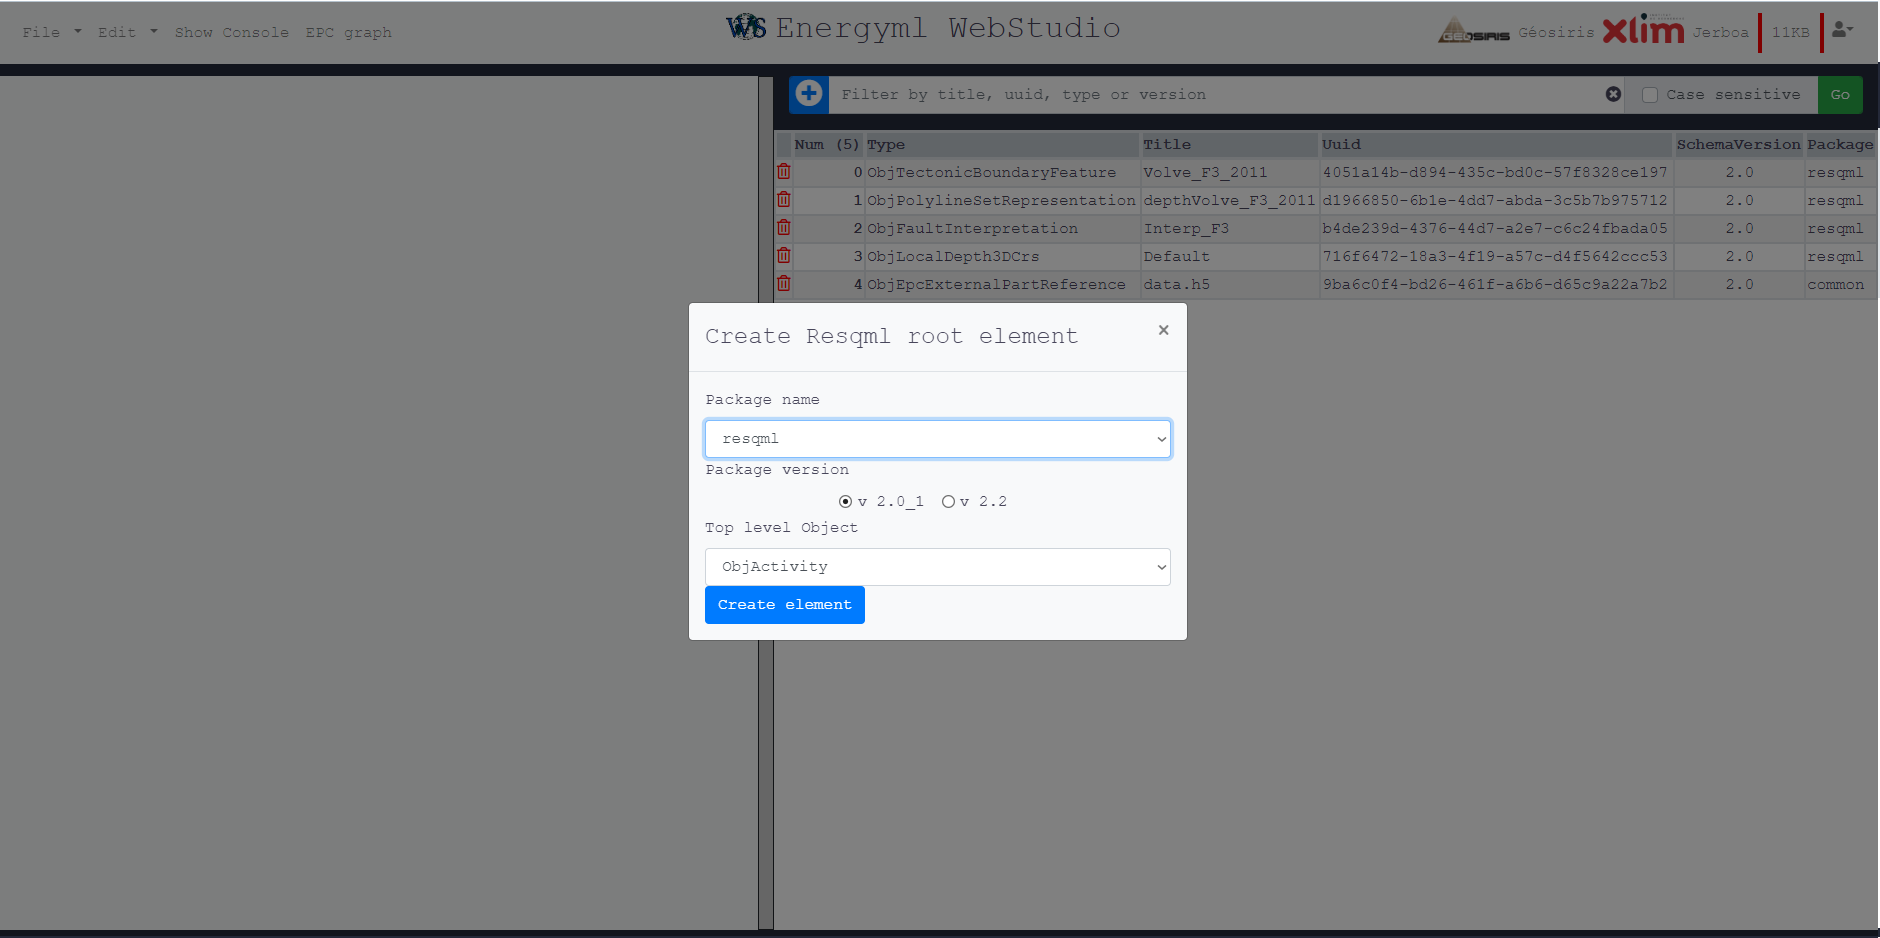 File Edit Show Console EPC graph
WS Energyml WebStudio
GEOSIRIS Géosiris Xlim Jerboa 11KB
Filter by title, uuid, type or version
Case sensitive Go
Num (5) Type Title Uuid SchemaVersion Package
0 ObjTectonicBoundaryFeature Volve_F3_2011 4051a14b-d894-435c-bd0c-57f8328ce197 2.0 resqml
1 ObjPolylineSetRepresentation depthVolve_F3_2011 d1966850-6b1e-4dd7-abda-3c5b7b975712 2.0 resqml
2 ObjFaultInterpretation Interp_F3 b4de239d-4376-44d7-a2e7-c6c24fbada05 2.0 resqml
3 ObjLocalDepth3DCrs Default 716f6472-18a3-4f19-a57c-d4f5642ccc53 2.0 resqml
4 ObjEpcExternalPartReference data.h5 9ba6c0f4-bd26-461f-a6b6-d65c9a22a7b2 2.0 common
Create Resqml root element ×
Package name
resqml
Package version
v 2.0_1 v 2.2
Top level Object
ObjActivity
Create element